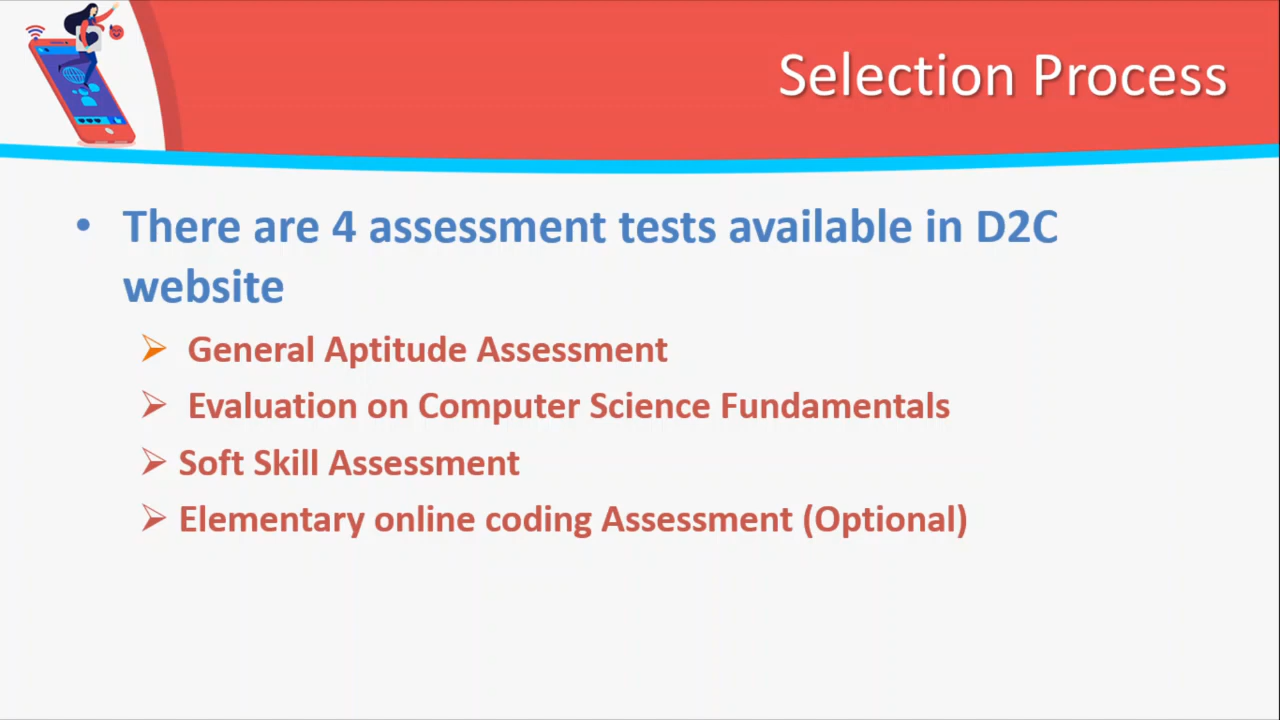 Selection Process
• There are 4 assessment tests available in D2C
website
➢ General Aptitude Assessment
➢ Evaluation on Computer Science Fundamentals
➢ Soft Skill Assessment
➢ Elementary online coding Assessment (Optional)